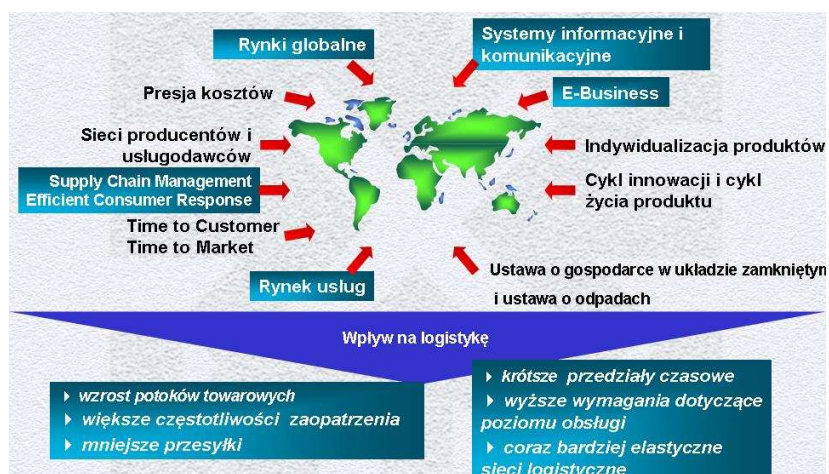 Rynki globalne
Systemy informacyjne i
komunikacyjne
Presja kosztów
E-Business
Sieci producentów i
usługodawców
Indywidualizacja produktów
Supply Chain Management
Efficient Consumer Response
Cykl innowacji i cykl
życia produktu
Time to Customer
Time to Market
Rynek usług
Ustawa o gospodarce w układzie zamkniętym
i ustawa o odpadach
Wpływ na logistykę
wzrost potoków towarowych
większe częstotliwości zaopatrzenia
mniejsze przesyłki
krótsze przedziały czasowe
wyższe wymagania dotyczące
poziomu obsługi
coraz bardziej elastyczne
sieci logistyczne